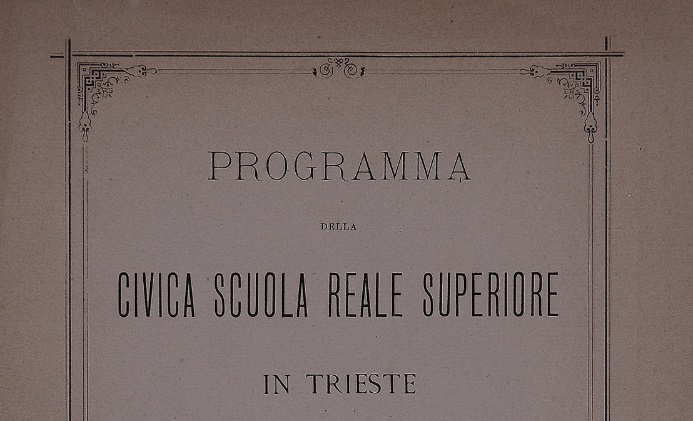 PROGRAMMA
DELLA
CIVICA SCUOLA REALE SUPERIORE
IN TRIESTE